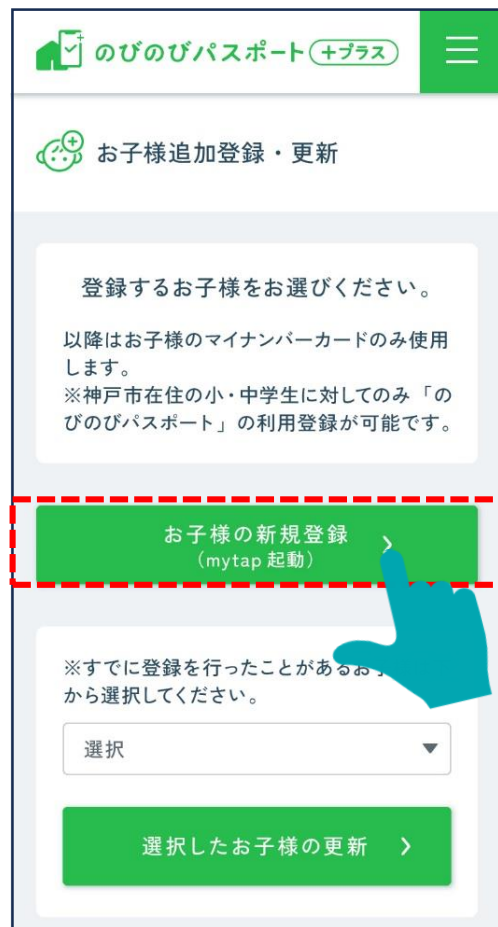 のびのびパスポート +プラス
お子様追加登録・更新
登録するお子様をお選びください。
以降はお子様のマイナンバーカードのみ使用
します。
※神戸市在住の小・中学生に対してのみ「の
びのびパスポート」の利用登録が可能です。
お子様の新規登録
（mytap 起動）
※すでに登録を行ったことがあるお
から選択してください。
選択
選択したお子様の更新